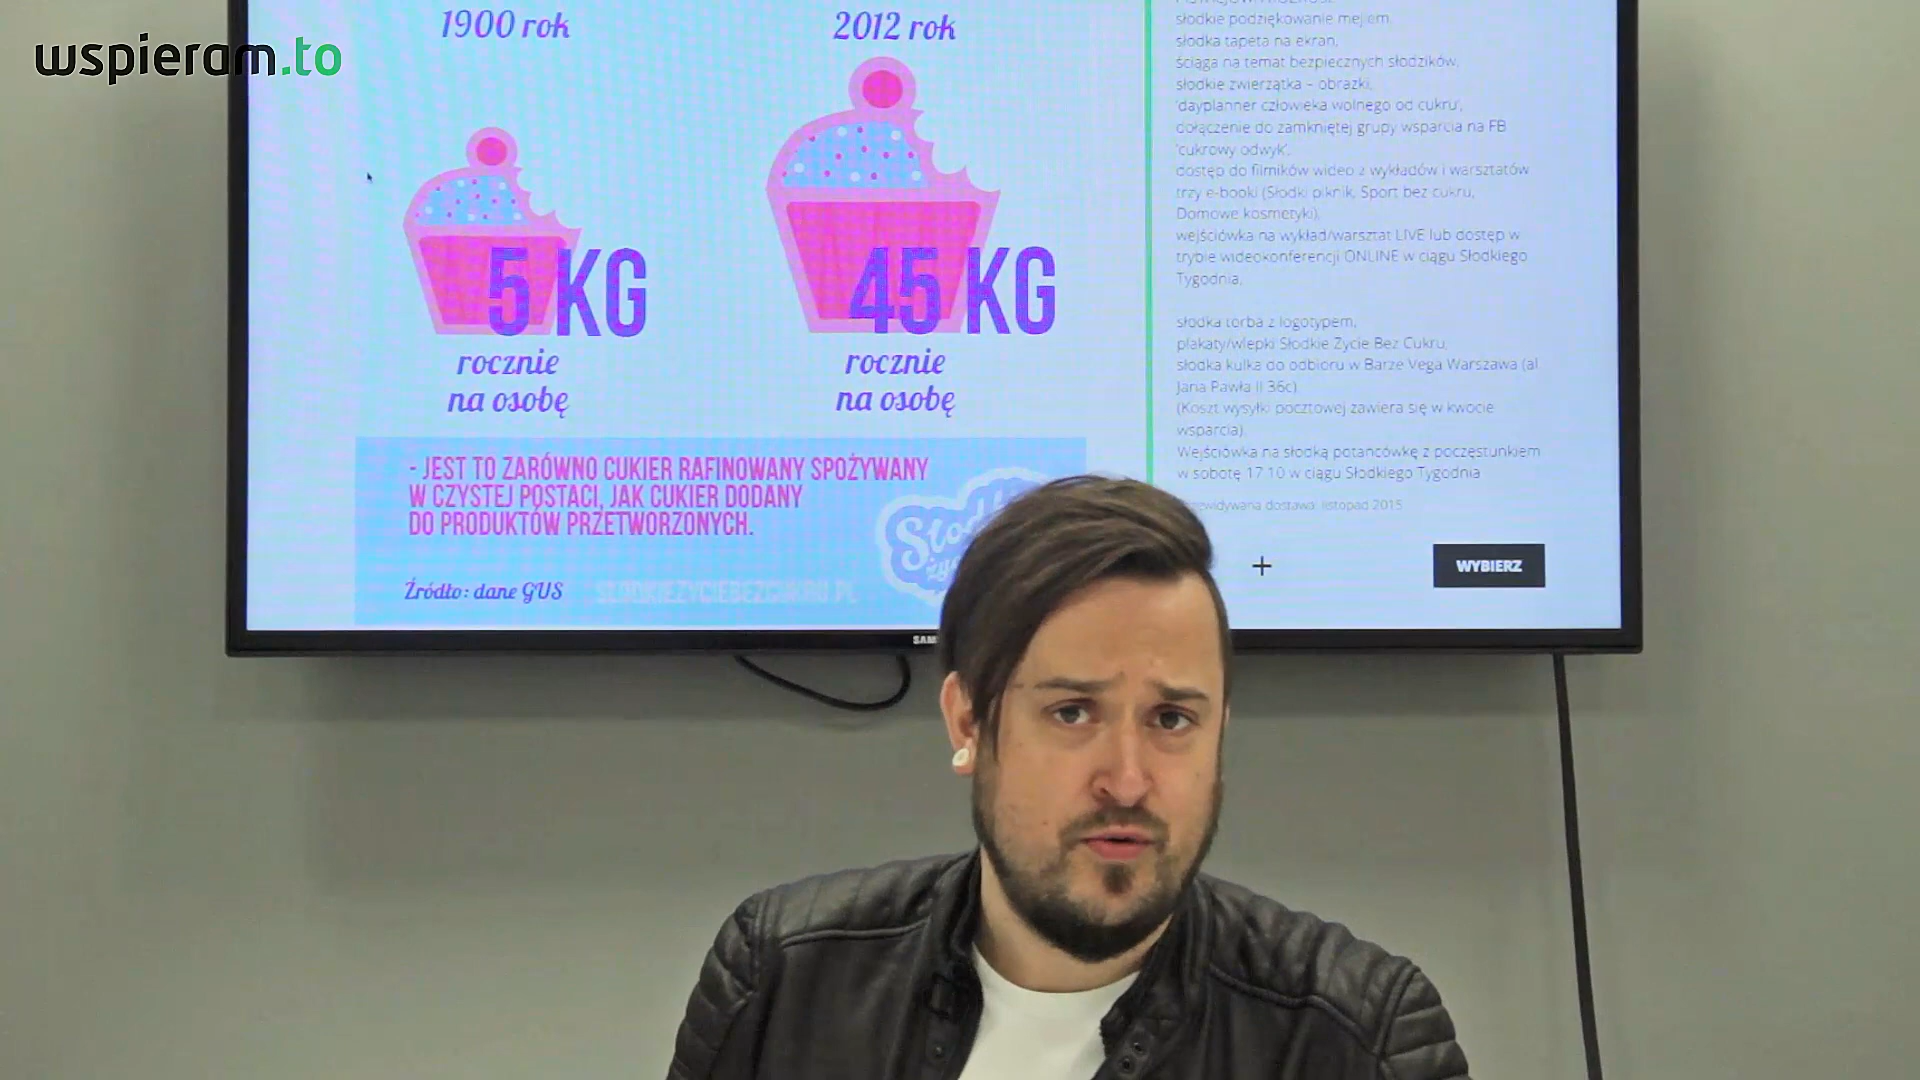 wspieram.to
1900 rok
2012 rok
5 KG
45 KG
rocznie
na osobę
rocznie
na osobę
- JEST TO ZARÓWNO CUKIER RAFINOWANY SPOŻYWANY
W CZYSTEJ POSTACI, JAK CUKIER DODANY
DO PRODUKTÓW PRZETWORZONYCH.
Źródło: dane GUS
SLODKIEZYCIEBEZCUKRU.PL
słodkie podziękowanie mejlem,
słodka tapeta na ekran,
ściąga na temat bezpiecznych słodzików,
słodkie zwierzątka – obrazki,
'dayplanner człowieka wolnego od cukru',
dołączenie do zamkniętej grupy wsparcia na FB
'cukrowy odwyk',
dostęp do filmików wideo z wykładów i warsztatów
trzy e-booki (Słodki piknik, Sport bez cukru,
Domowe kosmetyki),
wejściówka na wykład/warsztat LIVE lub dostęp w
trybie wideokonferencji ONLINE w ciągu Słodkiego
Tygodnia,
słodka torba z logotypem,
plakaty/wlepki Słodkie Życie Bez Cukru,
słodka kulka do odbioru w Barze Vega Warszawa (al.
Jana Pawła II 36c)
(Koszt wysyłki pocztowej zawiera się w kwocie
wsparcia)
Wejściówka na słodką potańcówkę z poczęstunkiem
w sobotę 17.10 w ciągu Słodkiego Tygodnia
dostawa: listopad 2015
+
WYBIERZ